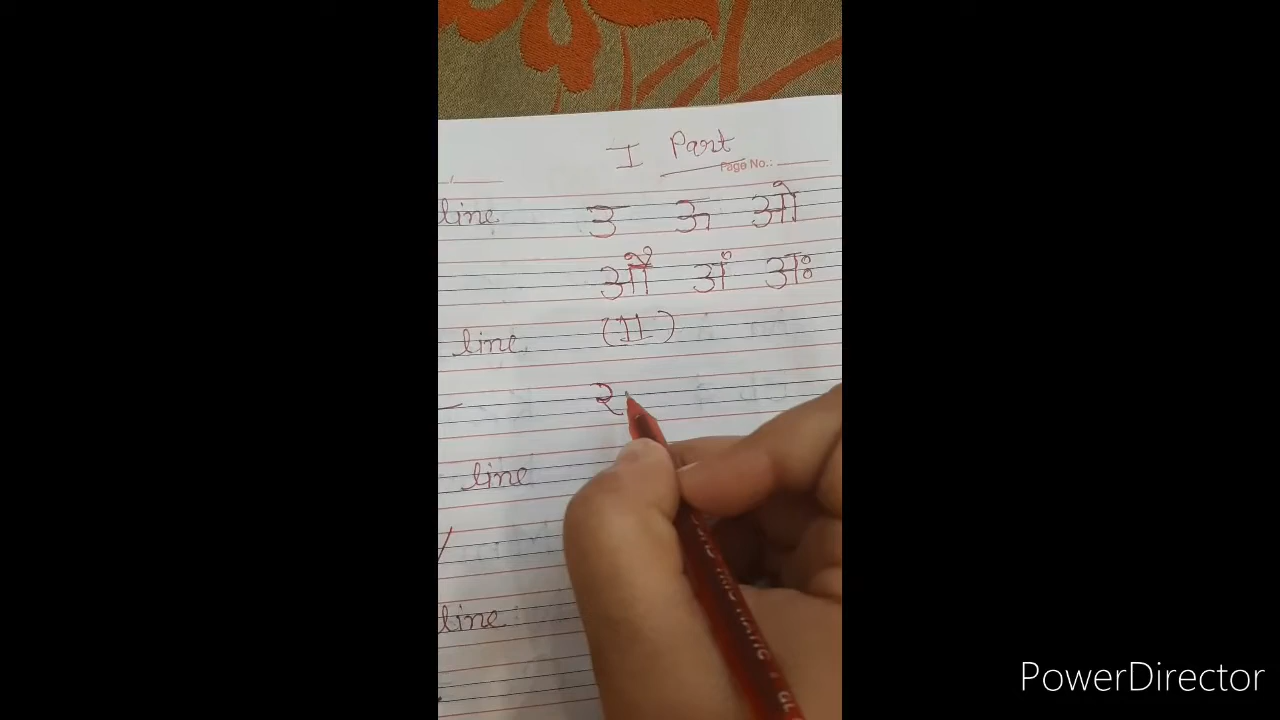 I Part
Page No.:
line उ ऊ ओ
औ अं अः
line (II)
र
line
line
PowerDirector